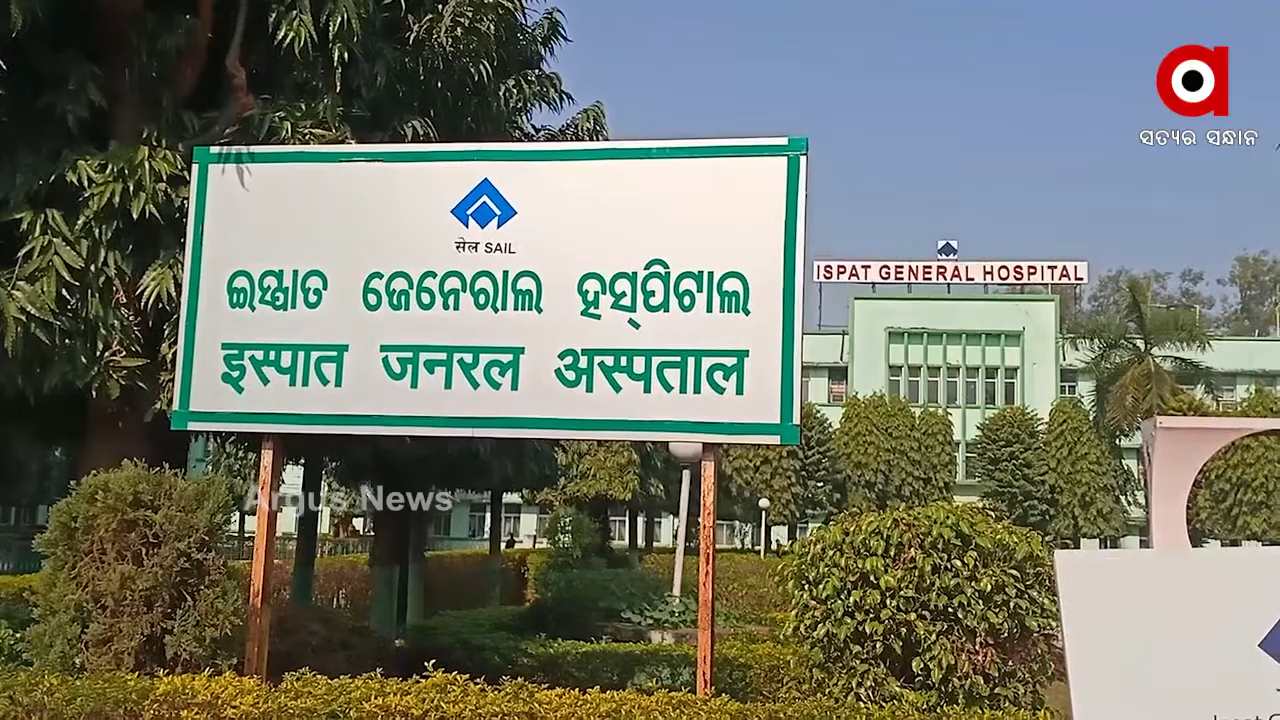 ସତ୍ୟର ସନ୍ଧାନ
सेल SAIL
ଇସ୍ପାତ ଜେନେରାଲ ହସ୍‌ପିଟାଲ
इस्पात जनरल अस्पताल
ISPAT GENERAL HOSPITAL
Argus News